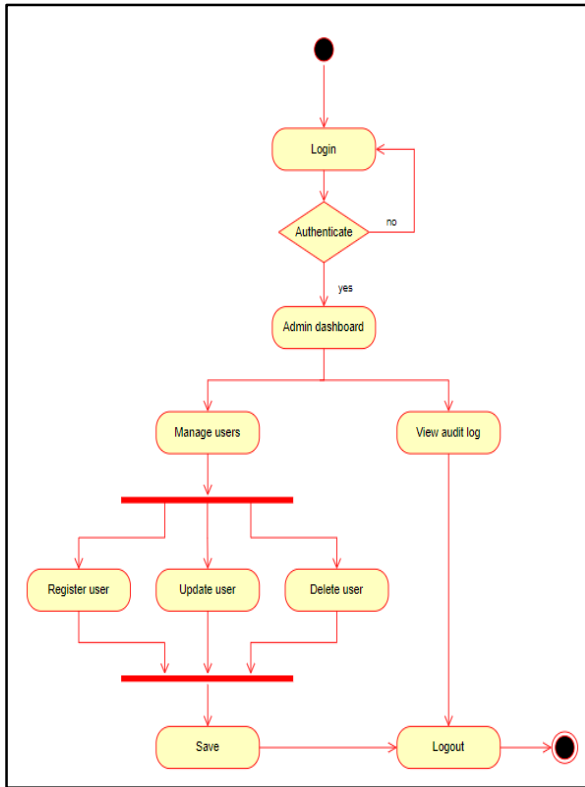 Login
Authenticate
no
yes
Admin dashboard
Manage users
View audit log
Register user
Update user
Delete user
Save
Logout